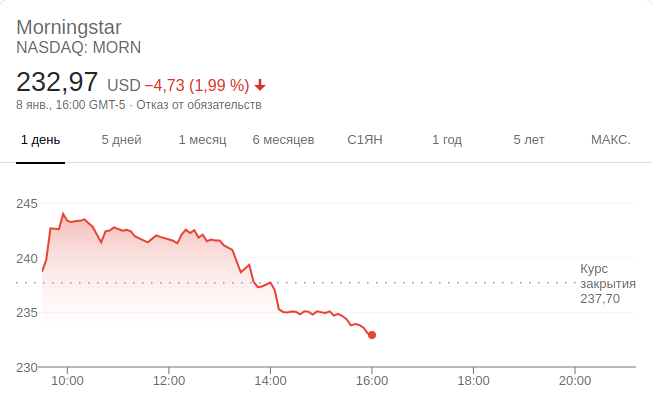 Morningstar
NASDAQ: MORN
232,97 USD −4,73 (1,99 %)
8 янв., 16:00 GMT-5 · Отказ от обязательств
1 день 5 дней 1 месяц 6 месяцев С1ЯН 1 год 5 лет МАКС.
245
240
Курс
закрытия
237,70
235
230
10:00 12:00 14:00 16:00 18:00 20:00